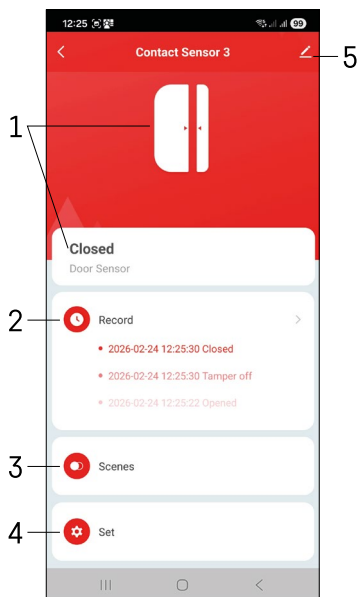 12:25 99
Contact Sensor 3
5
1
Closed
Door Sensor
2
Record
2026-02-24 12:25:30 Closed
2026-02-24 12:25:30 Tamper off
2026-02-24 12:25:22 Opened
3
Scenes
4
Set